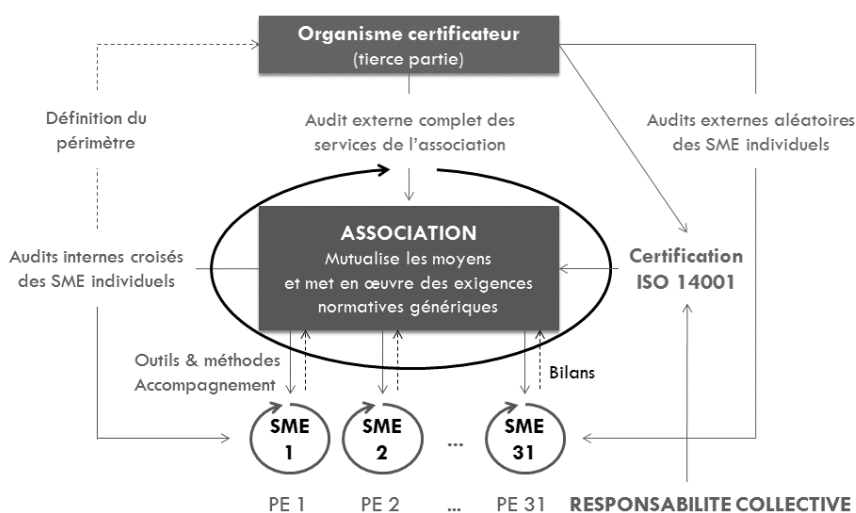 Organisme certificateur
(tierce partie)
Définition du
périmètre
Audit externe complet des
services de l’association
Audits externes aléatoires
des SME individuels
ASSOCIATION
Mutualise les moyens
et met en œuvre des exigences
normatives génériques
Audits internes croisés
des SME individuels
Certification
ISO 14001
Outils & méthodes
Accompagnement
Bilans
SME
1
SME
2
...
SME
31
PE 1
PE 2
...
PE 31
RESPONSABILITE COLLECTIVE